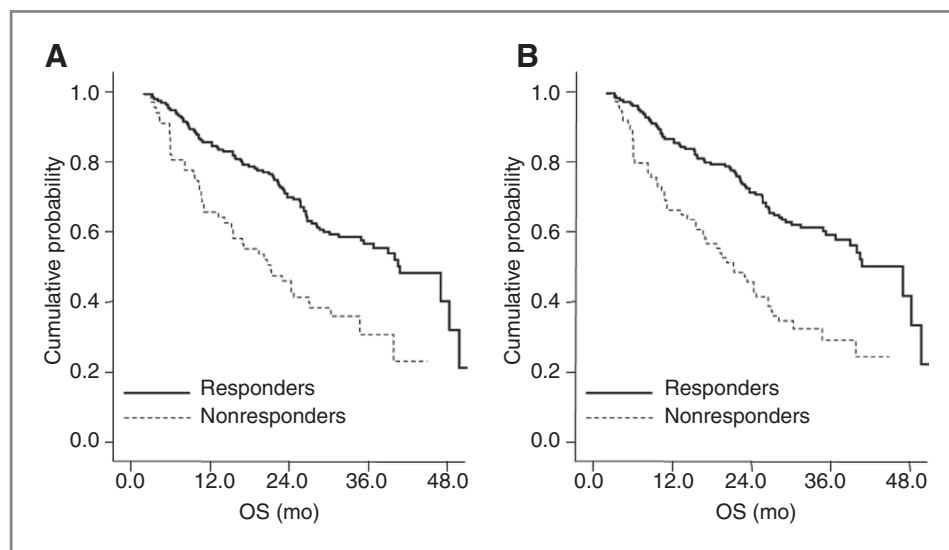 A
Cumulative probability
1.0
0.8
0.6
0.4
0.2
0.0
Responders
Nonresponders
0.0 12.0 24.0 36.0 48.0
OS (mo)
B
Cumulative probability
1.0
0.8
0.6
0.4
0.2
0.0
Responders
Nonresponders
0.0 12.0 24.0 36.0 48.0
OS (mo)